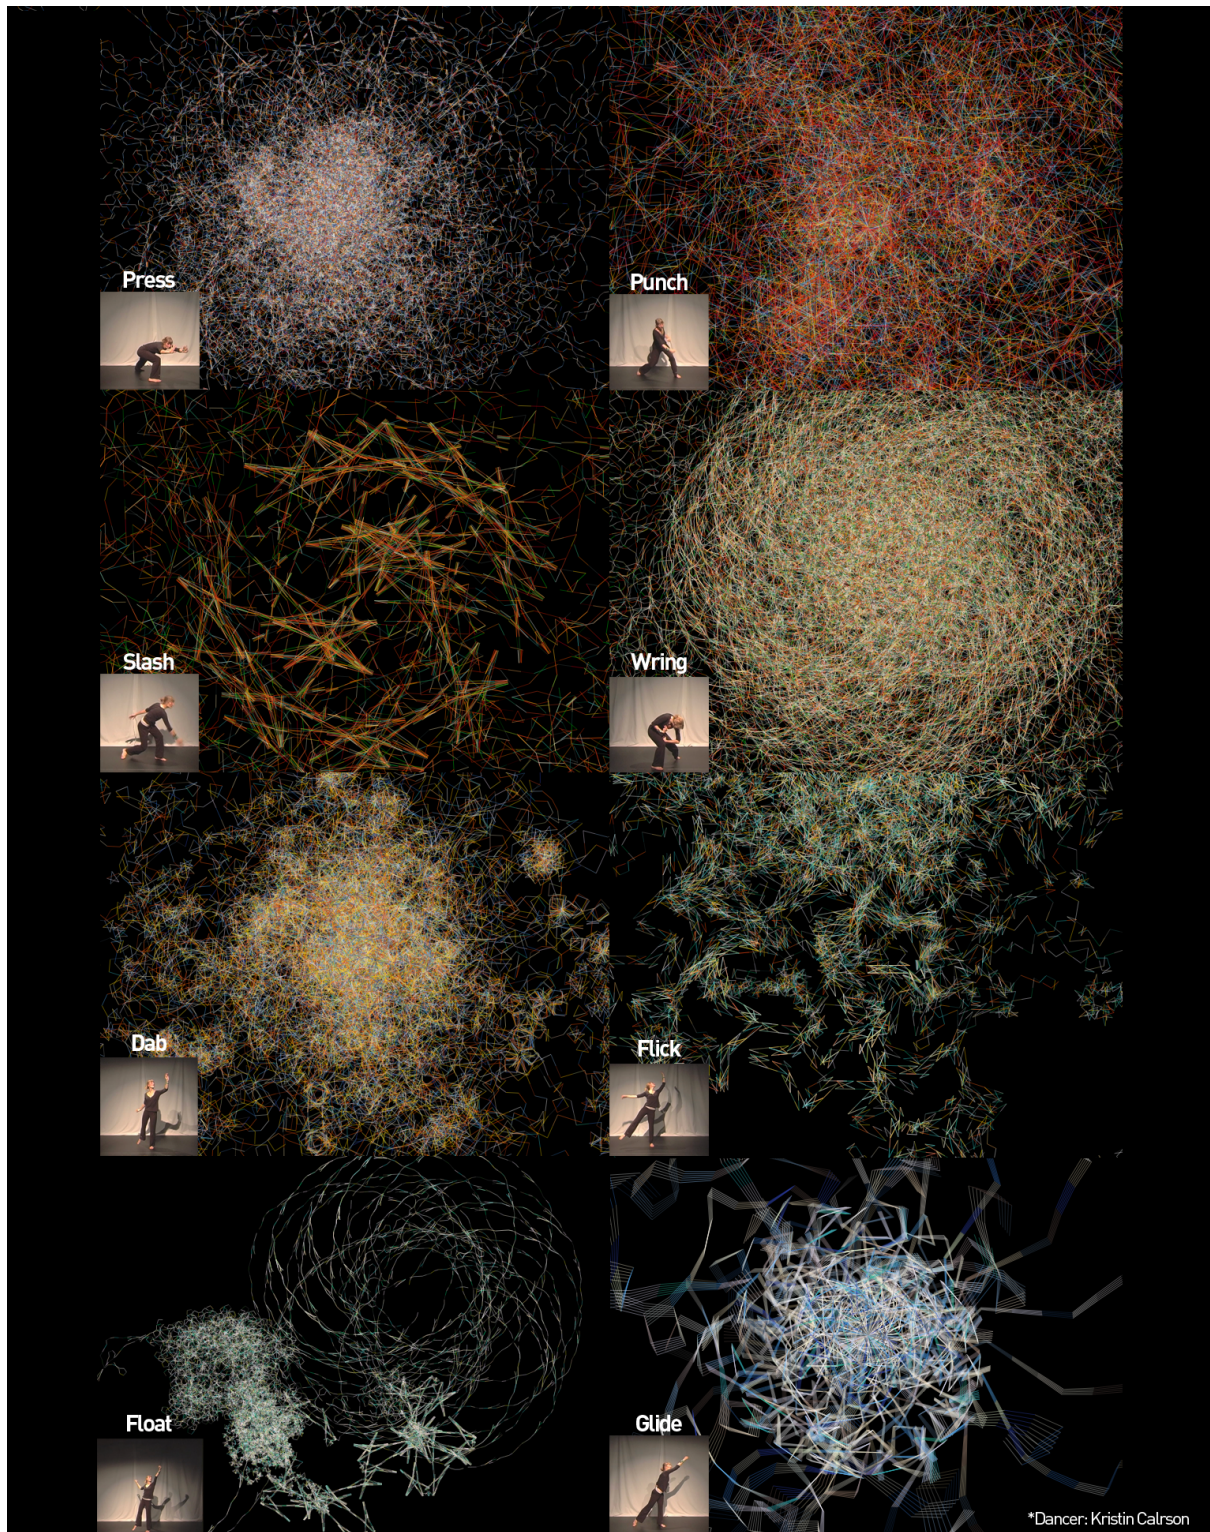 Press
Punch
Slash
Wring
Dab
Flick
Float
Glide
*Dancer: Kristin Calrson